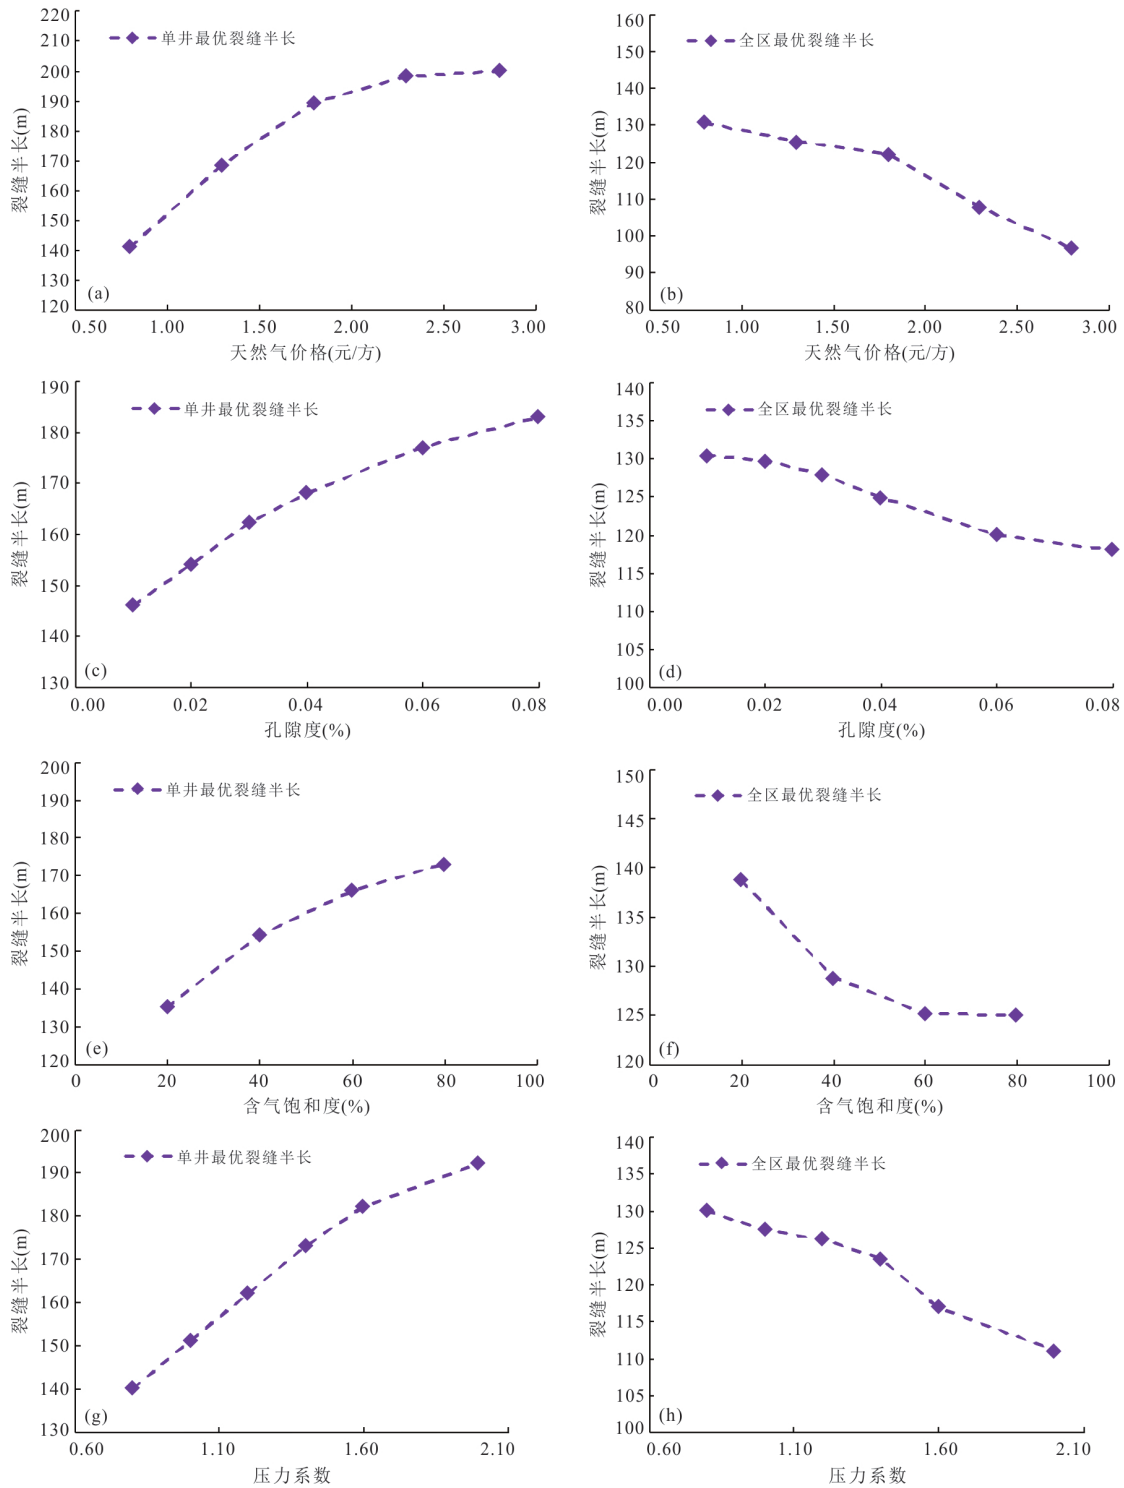 220
210
200
190
180
170
160
150
140
130
120
裂缝半长(m)
单井最优裂缝半长
(a)
0.50 1.00 1.50 2.00 2.50 3.00
天然气价格(元/方)
160
150
140
130
120
110
100
90
80
裂缝半长(m)
全区最优裂缝半长
(b)
0.50 1.00 1.50 2.00 2.50 3.00
天然气价格(元/方)
190
180
170
160
150
140
130
裂缝半长(m)
单井最优裂缝半长
(c)
0.00 0.02 0.04 0.06 0.08
孔隙度(%)
140
135
130
125
120
115
110
105
100
裂缝半长(m)
全区最优裂缝半长
(d)
0.00 0.02 0.04 0.06 0.08
孔隙度(%)
200
190
180
170
160
150
140
130
120
裂缝半长(m)
单井最优裂缝半长
(e)
0 20 40 60 80 100
含气饱和度(%)
150
145
140
135
130
125
120
裂缝半长(m)
全区最优裂缝半长
(f)
0 20 40 60 80 100
含气饱和度(%)
200
190
180
170
160
150
140
130
裂缝半长(m)
单井最优裂缝半长
(g)
0.60 1.10 1.60 2.10
压力系数
140
135
130
125
120
115
110
105
100
裂缝半长(m)
全区最优裂缝半长
(h)
0.60 1.10 1.60 2.10
压力系数